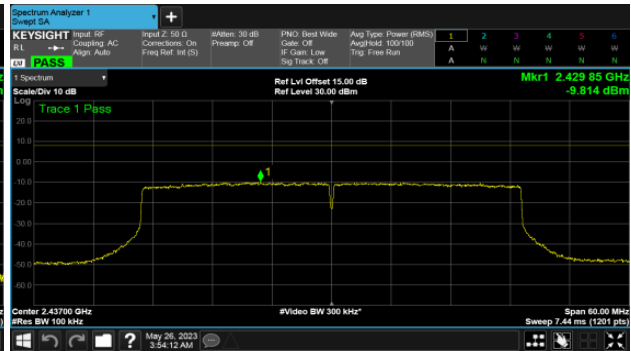 Spectrum Analyzer 1
Swept SA
KEYSIGHT Input: RF Input Z: 50 Ω #Atten: 30 dB PNO: Best Wide Avg Type: Power (RMS) 1 2 3 4 5 6
RL Coupling: AC Corrections: On Preamp: Off Gate: Off Avg|Hold: 100/100 A W W W W W
Align: Auto Freq Ref: Int (S) IF Gain: Low Trig: Free Run
LXI PASS Sig Track: Off A N N N N N
1 Spectrum Ref Lvl Offset 15.00 dB Mkr1 2.429 85 GHz
Scale/Div 10 dB Ref Level 30.00 dBm -9.814 dBm
Log Trace 1 Pass
20.0
10.0
0.00
1
-10.0
-20.0
-30.0
-40.0
-50.0
-60.0
Center 2.43700 GHz #Video BW 300 kHz* Span 60.00 MHz
#Res BW 100 kHz Sweep 7.44 ms (1201 pts)
? May 26, 2023
3:54:12 AM